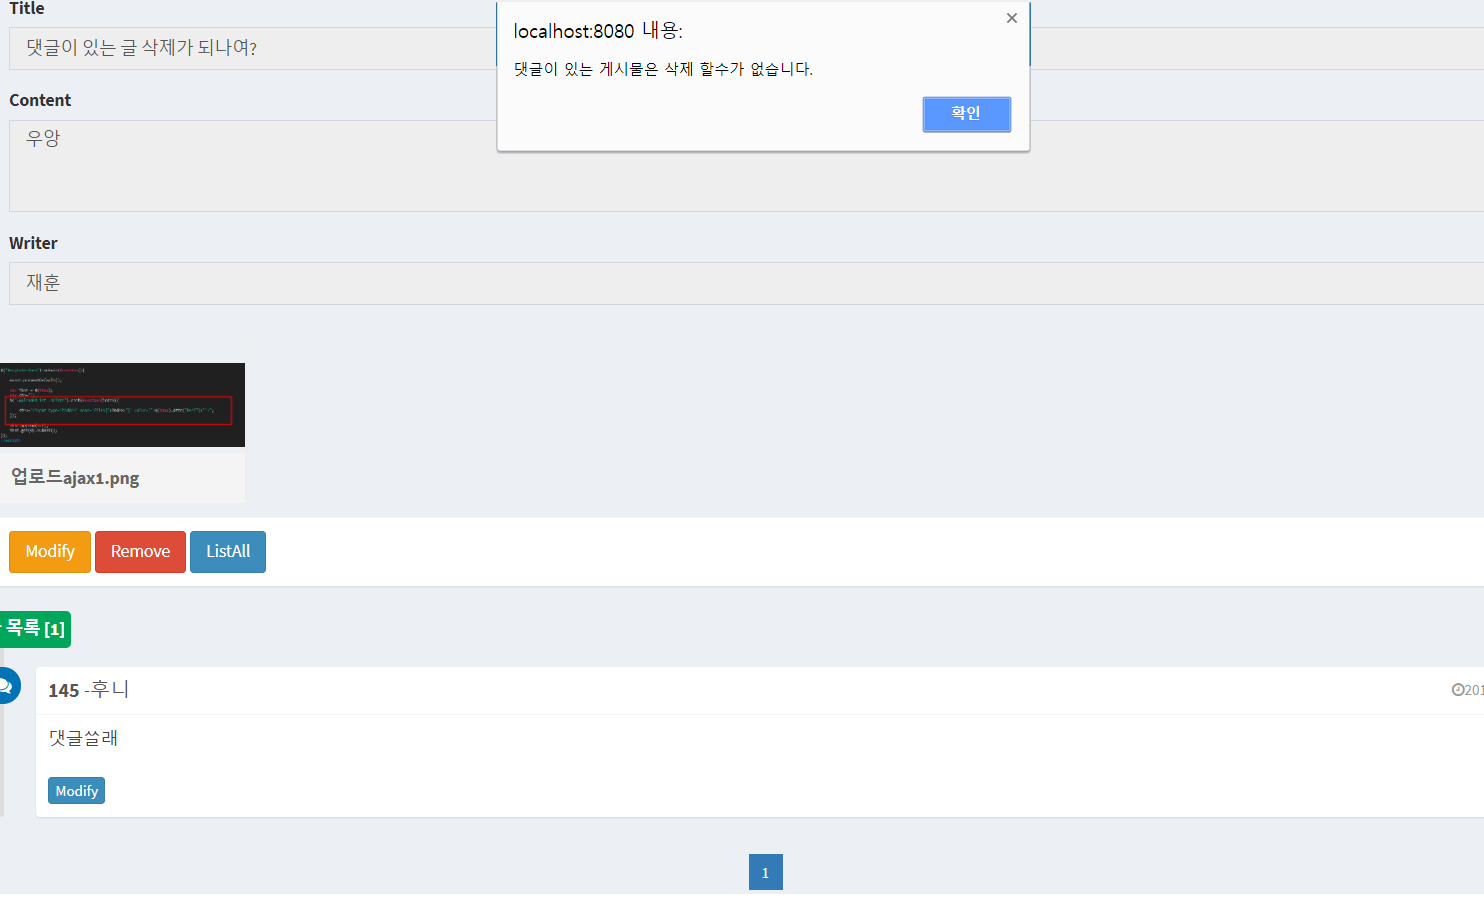 Title
댓글이 있는 글 삭제가 되나여?
localhost:8080 내용:
댓글이 있는 게시물은 삭제 할수가 없습니다.
확인
Content
우앙
Writer
재훈
업로드ajax1.png
Modify Remove ListAll
목록 [1]
145 -후니
201
댓글쓸래
Modify
1